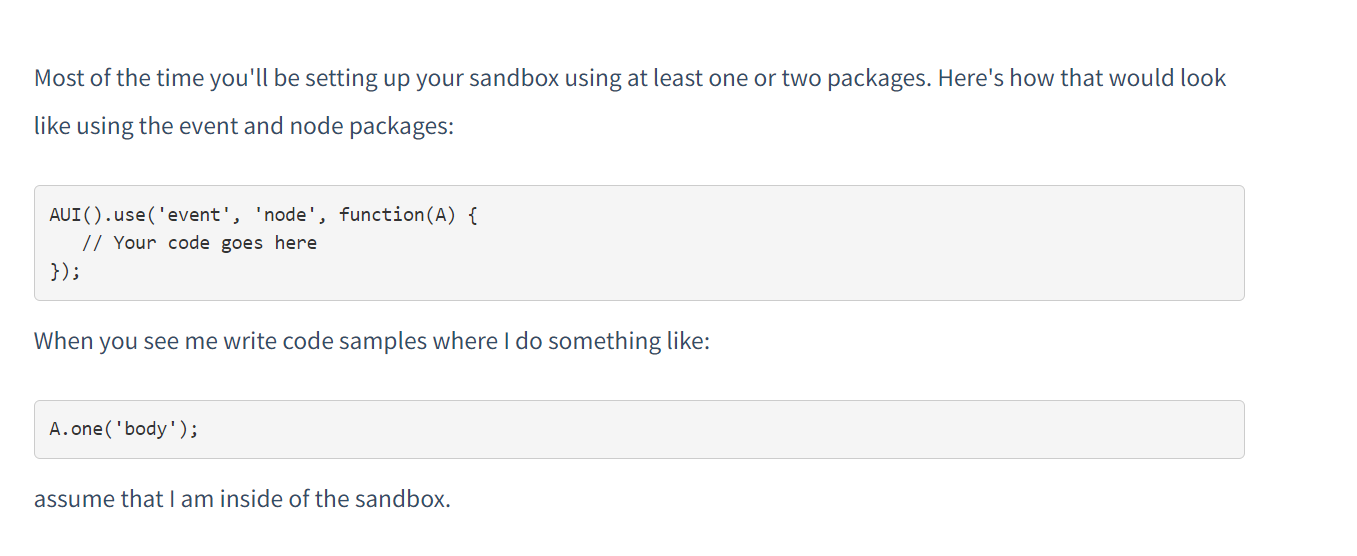 Most of the time you'll be setting up your sandbox using at least one or two packages. Here's how that would look
like using the event and node packages:
AUI().use('event', 'node', function(A) {
   // Your code goes here
});
When you see me write code samples where I do something like:
A.one('body');
assume that I am inside of the sandbox.